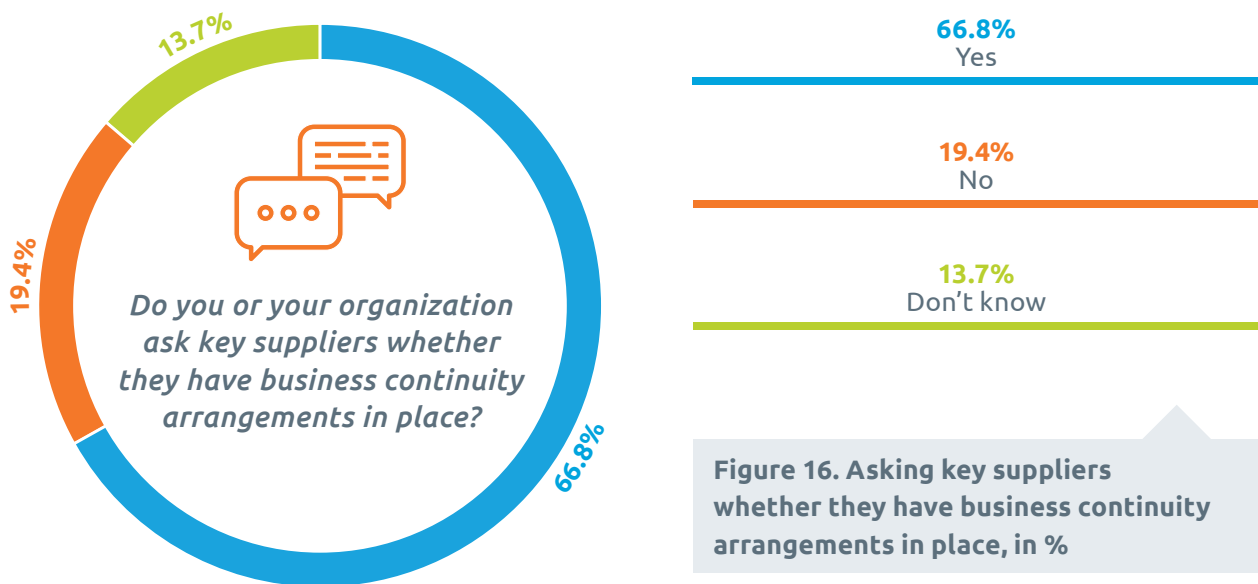 13.7%
19.4%
66.8%
Do you or your organization
ask key suppliers whether
they have business continuity
arrangements in place?
66.8%
Yes
19.4%
No
13.7%
Don’t know
Figure 16. Asking key suppliers
whether they have business continuity
arrangements in place, in %